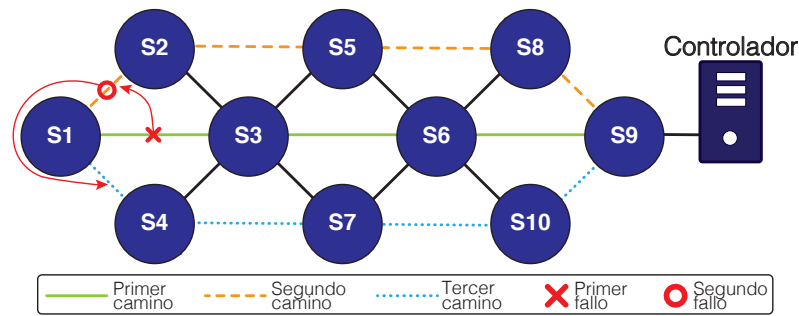 S2
S5
S8
Controlador
S1
S3
S6
S9
S4
S7
S10
Primer
camino
Segundo
camino
Tercer
camino
Primer
fallo
Segundo
fallo